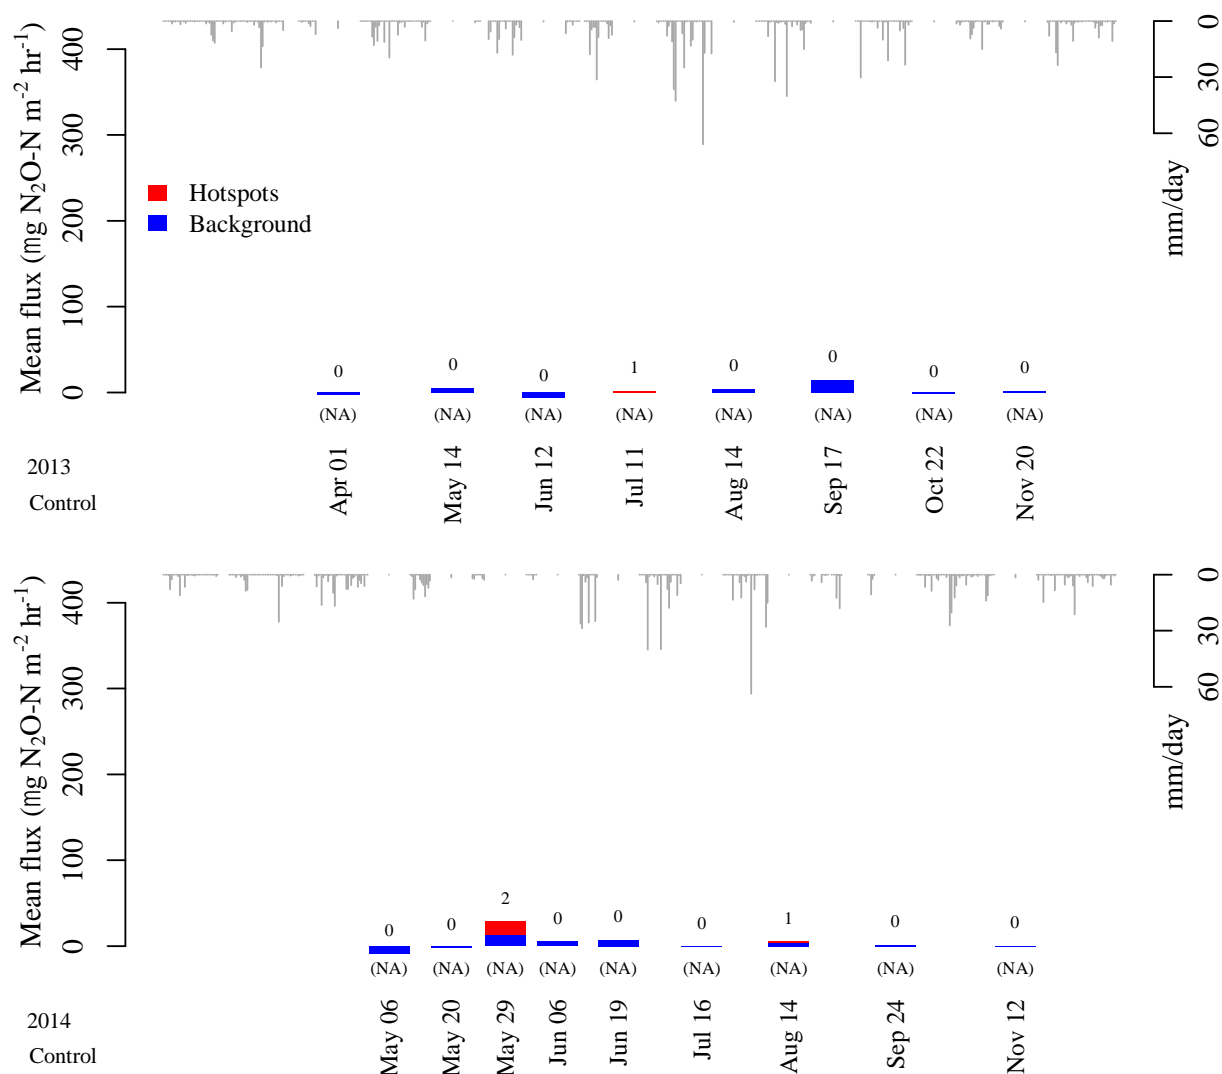 Mean flux (mg N₂O-N m⁻² hr⁻¹)
0 100 200 300 400
0 30 60
mm/day
Hotspots
Background
0 0 0 1 0 0 0 0
(NA) (NA) (NA) (NA) (NA) (NA) (NA) (NA)
2013
Control
Apr 01 May 14 Jun 12 Jul 11 Aug 14 Sep 17 Oct 22 Nov 20
Mean flux (mg N₂O-N m⁻² hr⁻¹)
0 100 200 300 400
0 30 60
mm/day
0 0 2 0 0 0 1 0 0
(NA) (NA) (NA) (NA) (NA) (NA) (NA) (NA) (NA)
2014
Control
May 06 May 20 May 29 Jun 06 Jun 19 Jul 16 Aug 14 Sep 24 Nov 12